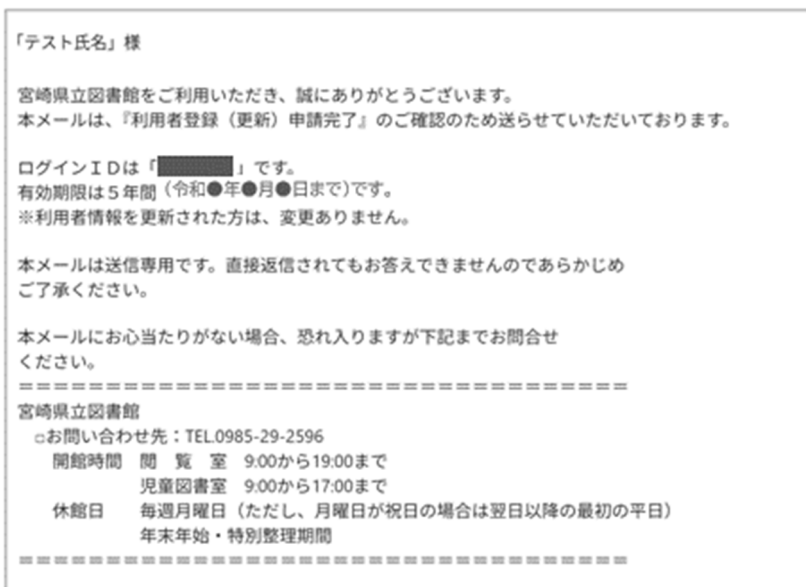 「テスト氏名」様
宮崎県立図書館をご利用いただき、誠にありがとうございます。
本メールは、『利用者登録（更新）申請完了』のご確認のため送らせていただいております。
ログインＩＤは「　」です。
有効期限は５年間（令和●年●月●日まで)です。
※利用者情報を更新された方は、変更ありません。
本メールは送信専用です。直接返信されてもお答えできませんのであらかじめ
ご了承ください。
本メールにお心当たりがない場合、恐れ入りますが下記までお問合せ
ください。
＝＝＝＝＝＝＝＝＝＝＝＝＝＝＝＝＝＝＝＝＝＝＝＝＝＝＝＝＝＝＝＝＝＝＝
宮崎県立図書館
□お問い合わせ先：TEL.0985-29-2596
開館時間　閲　覧　室　9:00から19:00まで
児童図書室　9:00から17:00まで
休館日　毎週月曜日（ただし、月曜日が祝日の場合は翌日以降の最初の平日）
年末年始・特別整理期間
＝＝＝＝＝＝＝＝＝＝＝＝＝＝＝＝＝＝＝＝＝＝＝＝＝＝＝＝＝＝＝＝＝＝＝